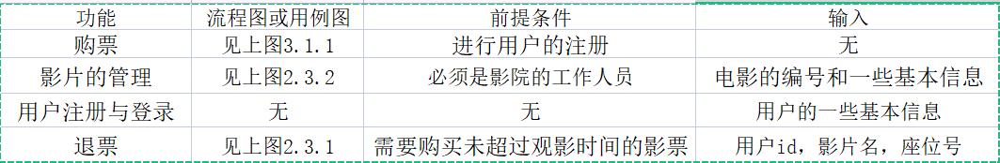 功能 流程图或用例图 前提条件 输入
购票 见上图3.1.1 进行用户的注册 无
影片的管理 见上图2.3.2 必须是影院的工作人员 电影的编号和一些基本信息
用户注册与登录 无 无 用户的一些基本信息
退票 见上图2.3.1 需要购买未超过观影时间的影票 用户id，影片名，座位号